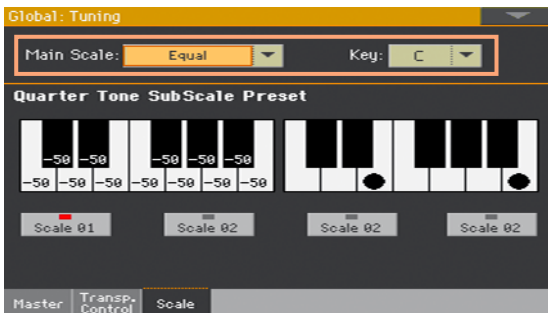 Global: Tuning
Main Scale: Equal Key: C
Quarter Tone SubScale Preset
-50 -50 -50 -50 -50
-50 -50 -50 -50 -50 -50 -50
Scale 01 Scale 02 Scale 02 Scale 02
Master Transp. Control Scale